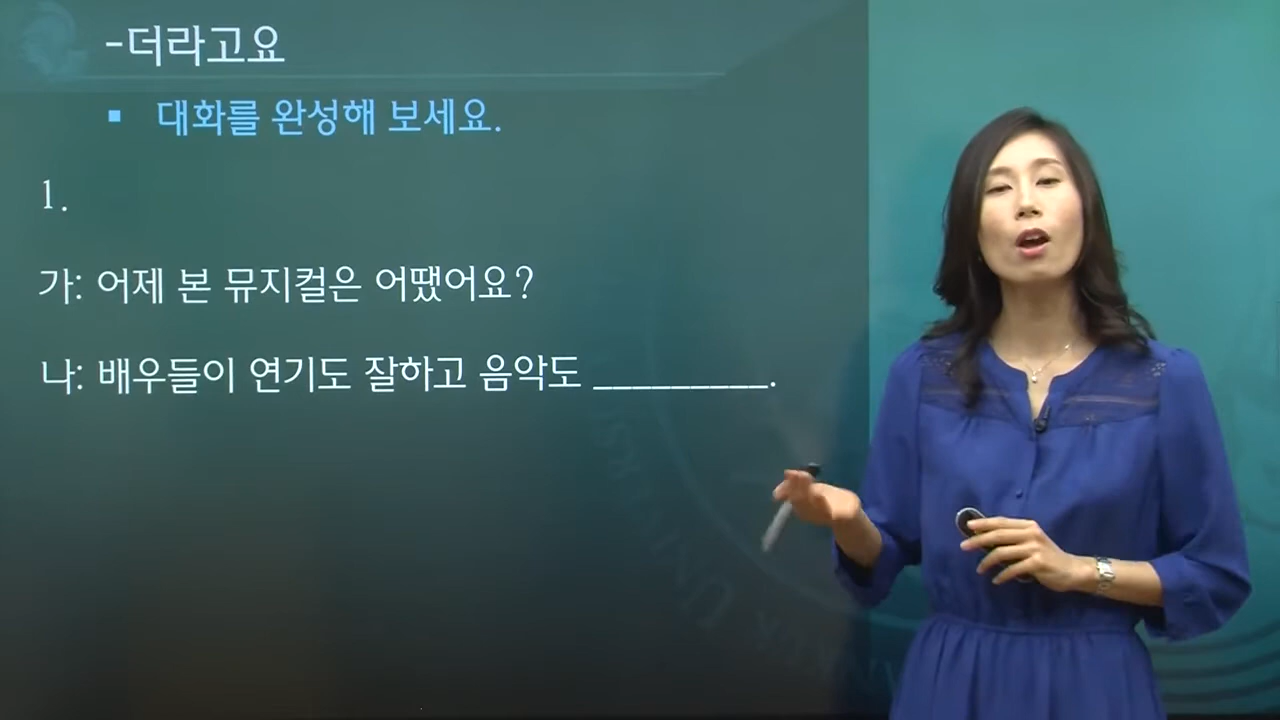 -더라고요
▪ 대화를 완성해 보세요.
1.
가: 어제 본 뮤지컬은 어땠어요?
나: 배우들이 연기도 잘하고 음악도 _________.